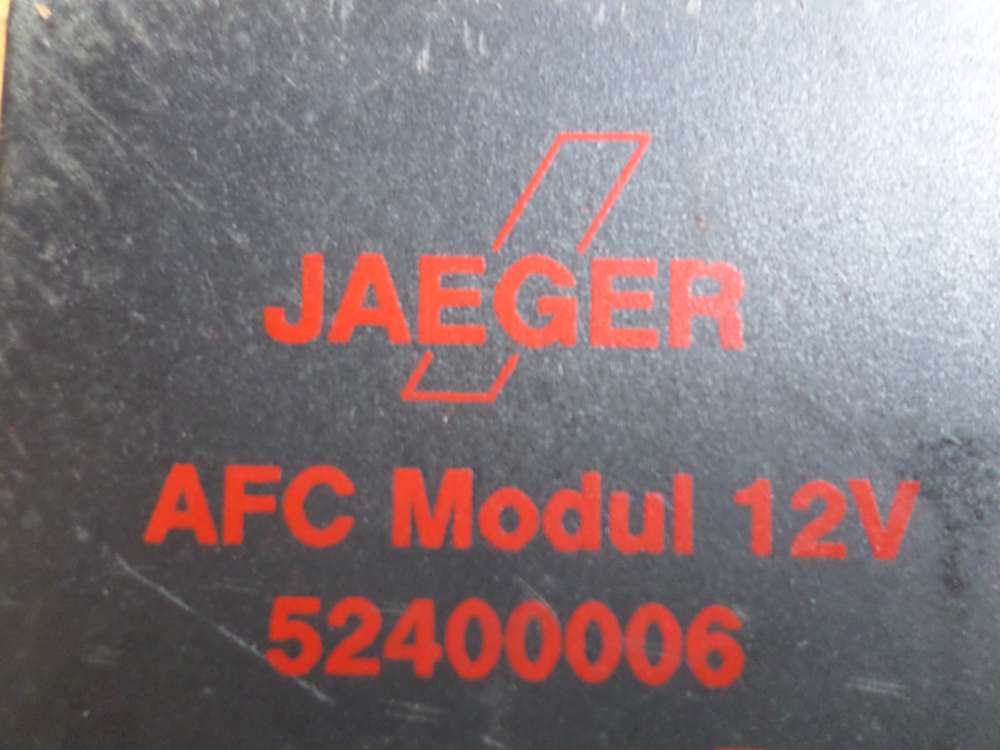 JAEGER
AFC Modul 12V
52400006